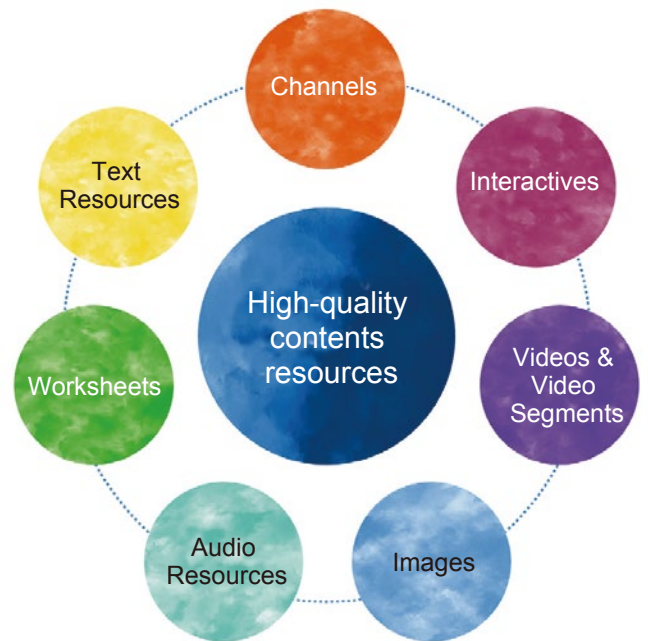 Channels
Interactives
Videos &
Video
Segments
Images
Audio
Resources
Worksheets
Text
Resources
High-quality
contents
resources